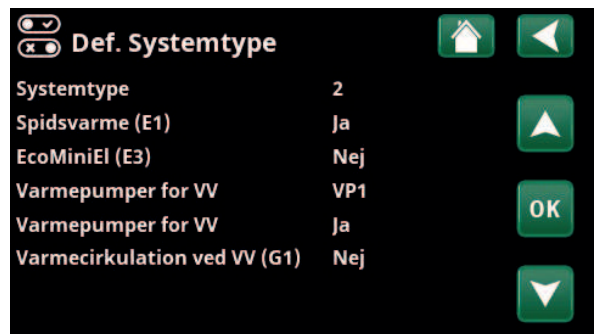 Def. Systemtype
Systemtype 2
Spidsvarme (E1) Ja
EcoMiniEl (E3) Nej
Varmepumper for VV VP1
Varmepumper for VV Ja
Varmecirkulation ved VV (G1) Nej
OK